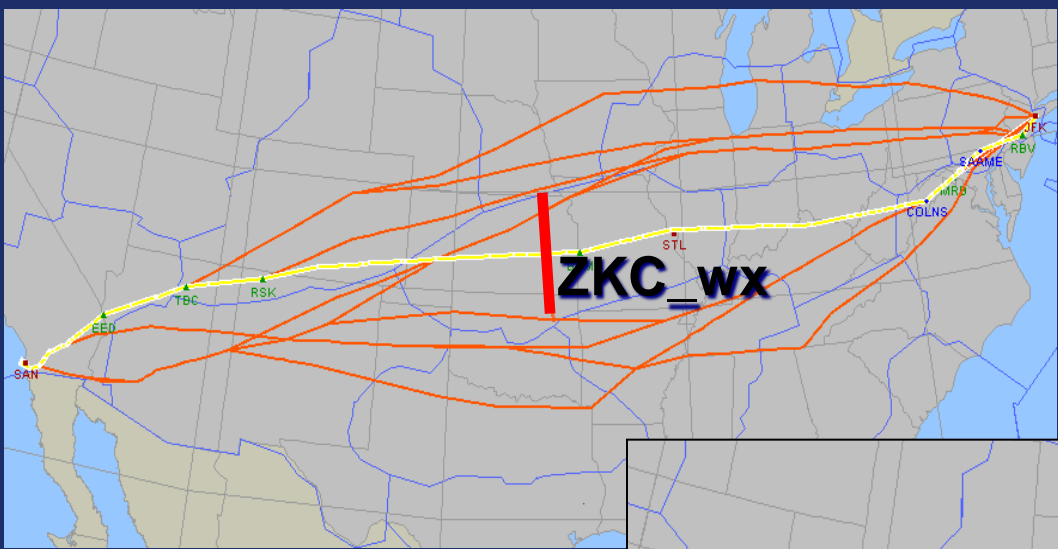 JFK
RBV
SAAME
MRB
COLNS
STL
ZKC_wx
TBC
RSK
EED
SAN